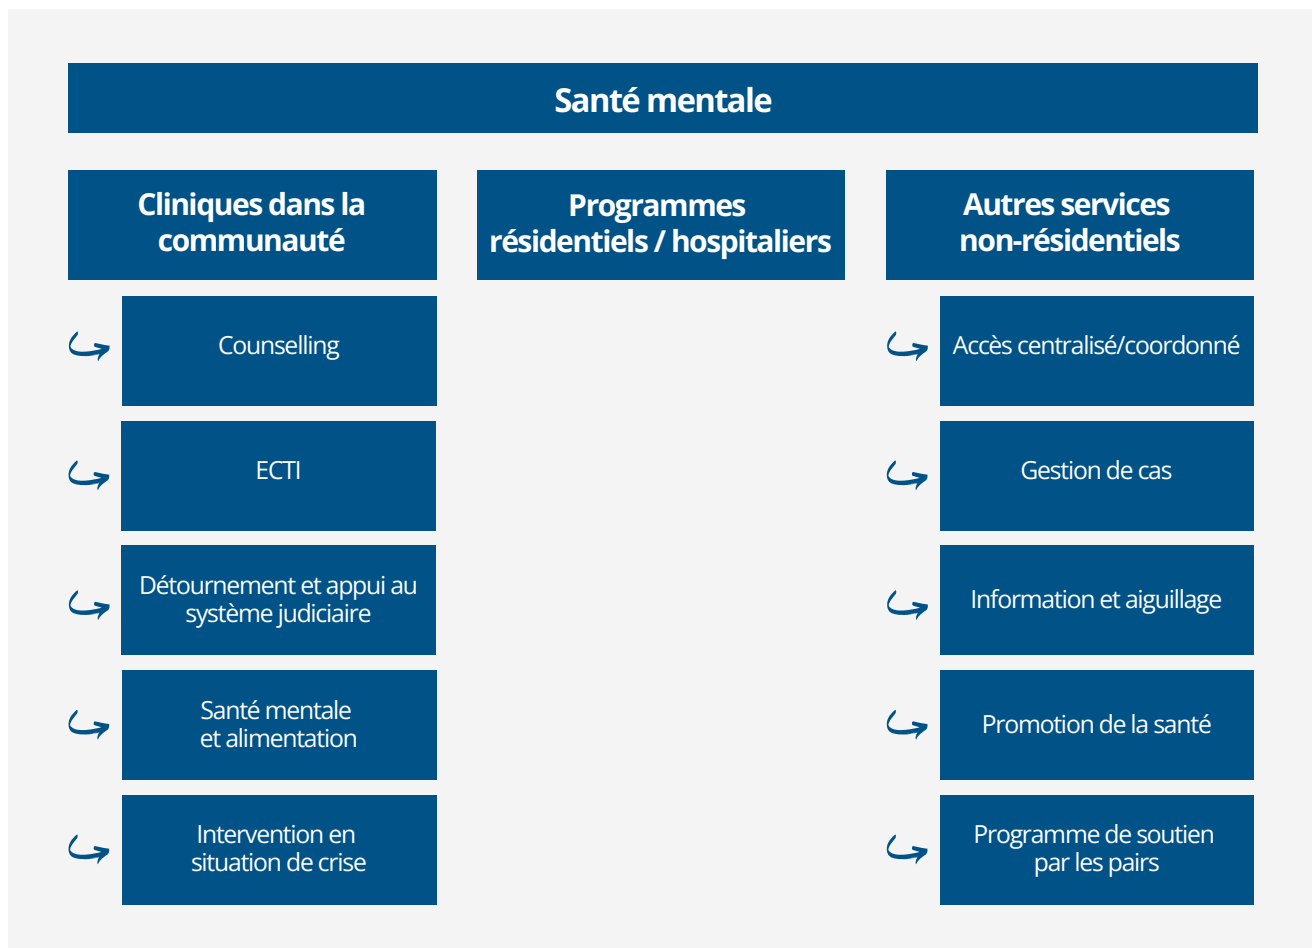 Santé mentale
Cliniques dans la
communauté
Counselling
ECTI
Détournement et appui au
système judiciaire
Santé mentale
et alimentation
Intervention en
situation de crise
Programmes
résidentiels / hospitaliers
Autres services
non-résidentiels
Accès centralisé/coordonné
Gestion de cas
Information et aiguillage
Promotion de la santé
Programme de soutien
par les pairs